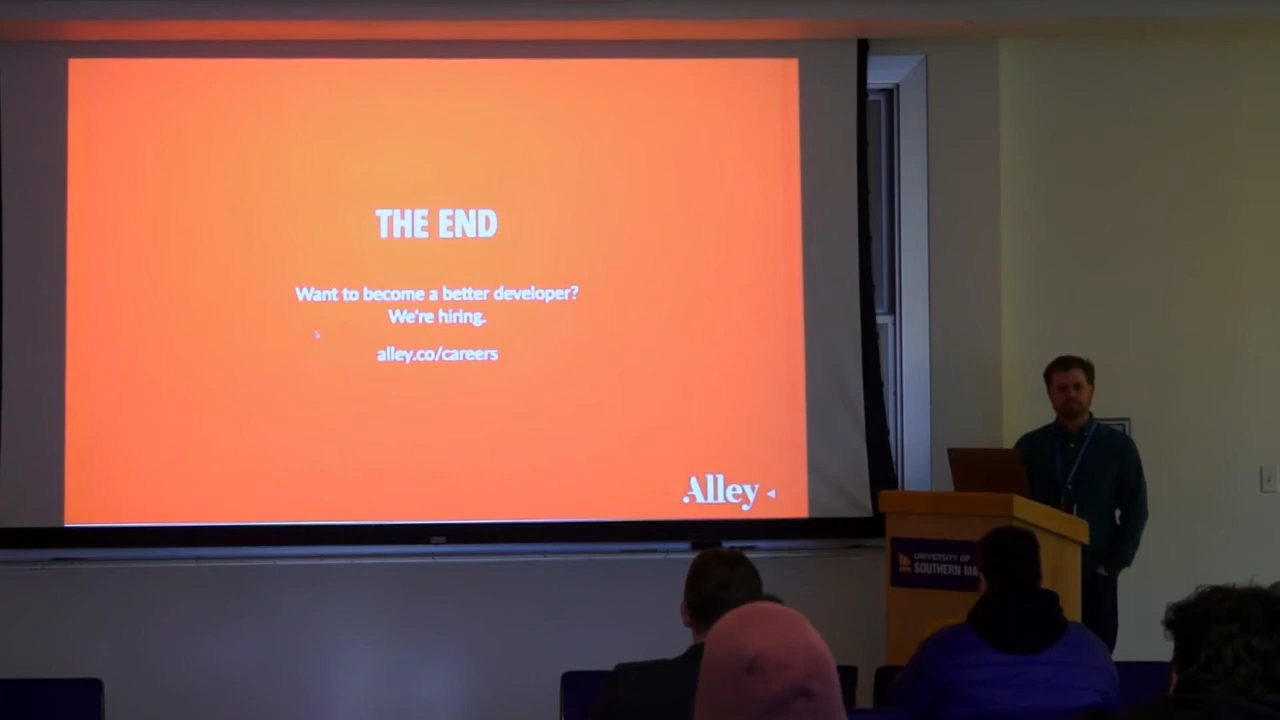 THE END
Want to become a better developer?
We're hiring.
alley.co/careers
Alley
UNIVERSITY OF
SOUTHERN MA